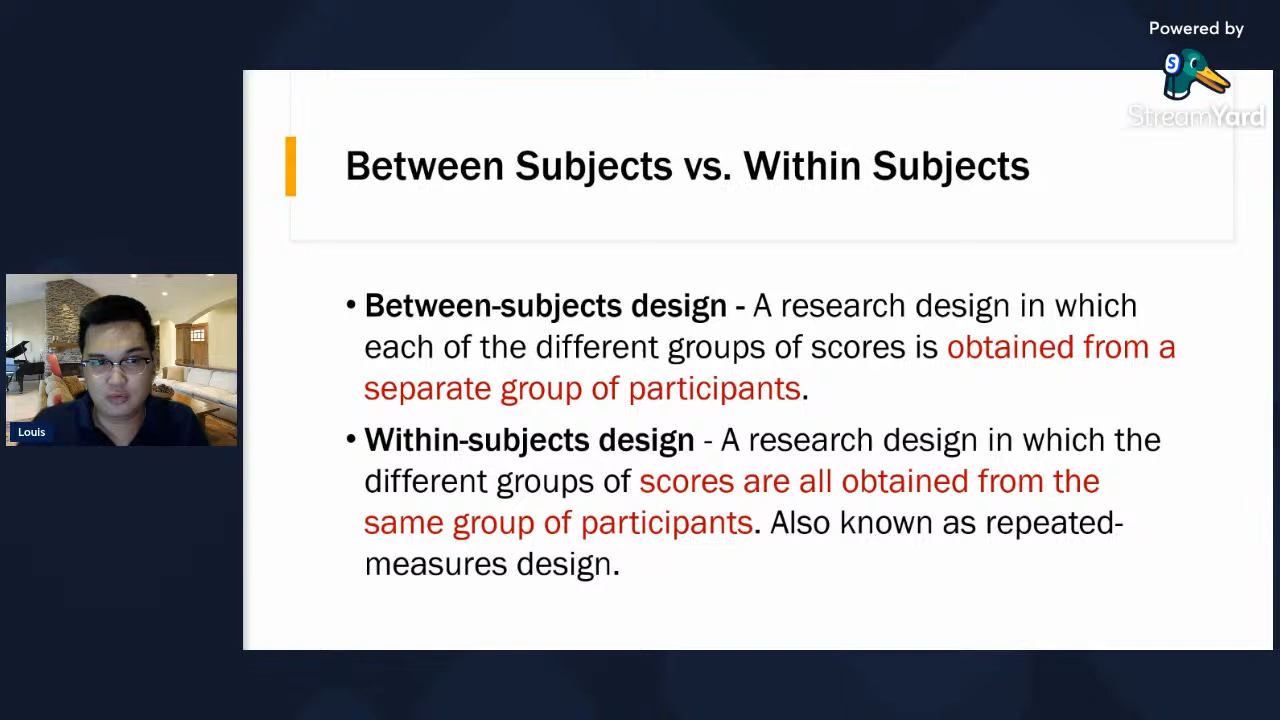 Powered by
S
StreamYard
Between Subjects vs. Within Subjects
• Between-subjects design - A research design in which
each of the different groups of scores is obtained from a
separate group of participants.
• Within-subjects design - A research design in which the
different groups of scores are all obtained from the
same group of participants. Also known as repeated-
measures design.
Louis